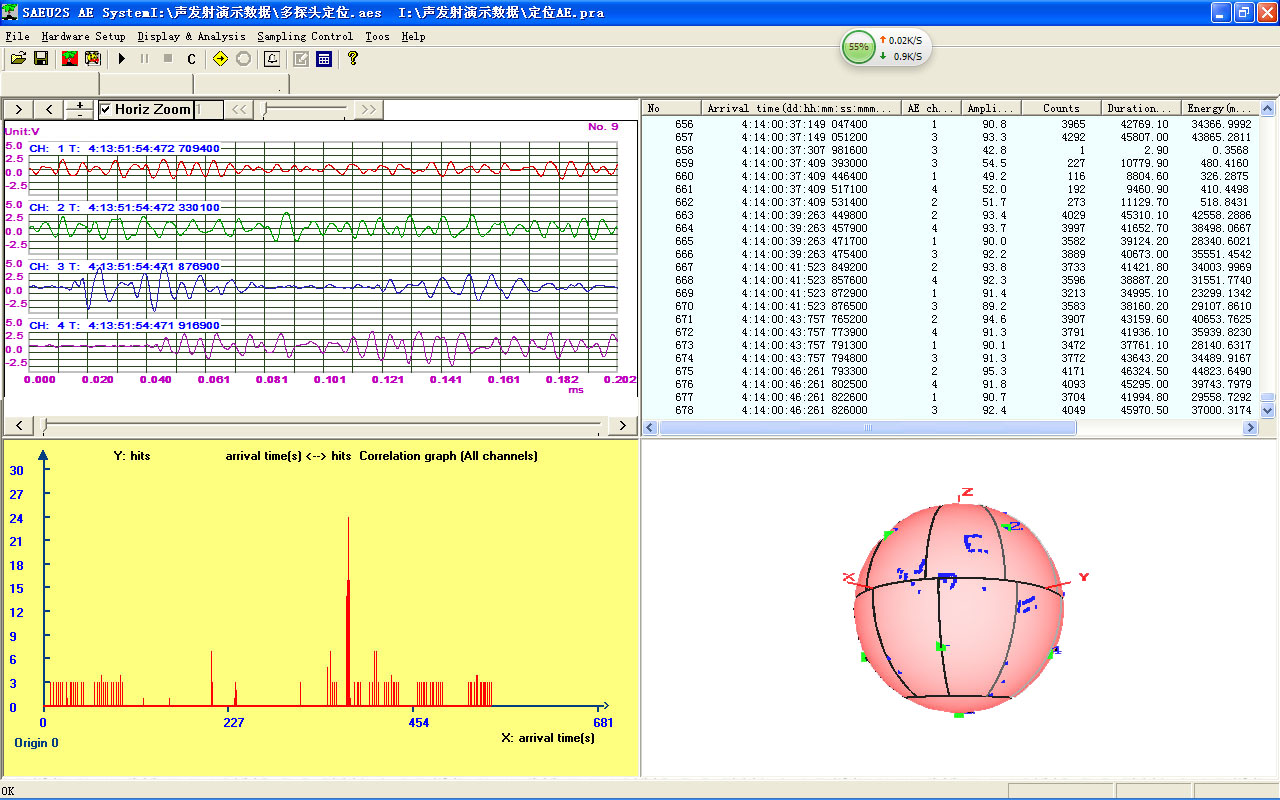 SAEU2S AE SystemI:\声发射演示数据\多探头定位.aes I:\声发射演示数据\定位AE.pra
File Hardware Setup Display & Analysis Sampling Control Toos Help
55% 0.02K/S
0.9K/S
C
Horiz Zoom 1 << >>
Unit:V No. 9
5.0 CH: 1 T: 4:13:51:54:472 709400
2.5
0.0
-2.5
5.0 CH: 2 T: 4:13:51:54:472 330100
2.5
0.0
-2.5
5.0 CH: 3 T: 4:13:51:54:471 876900
2.5
0.0
-2.5
5.0 CH: 4 T: 4:13:51:54:471 916900
2.5
0.0
-2.5
0.000 0.020 0.040 0.061 0.081 0.101 0.121 0.141 0.161 0.182 0.202
ms
No Arrival time(dd:hh:mm:ss:mmm... AE ch... Ampli... Counts Duration... Energy(m...
656 4:14:00:37:149 047400 1 90.8 3965 42769.10 34366.9992
657 4:14:00:37:149 051200 3 93.3 4292 45807.00 43865.2811
658 4:14:00:37:307 981600 3 42.8 1 2.90 0.3568
659 4:14:00:37:409 393000 3 54.5 227 10779.90 480.4160
660 4:14:00:37:409 446400 1 49.2 116 8804.60 326.2875
661 4:14:00:37:409 517100 4 52.0 192 9460.90 410.4498
662 4:14:00:37:409 531400 2 51.7 273 11129.70 518.8431
663 4:14:00:39:263 449800 2 93.4 4029 45310.10 42558.2886
664 4:14:00:39:263 457900 4 93.7 3997 41652.70 38498.0667
665 4:14:00:39:263 471700 1 90.0 3582 39124.20 28340.6021
666 4:14:00:39:263 475400 3 92.2 3889 40673.00 35551.4542
667 4:14:00:41:523 849200 2 93.8 3733 41421.80 34003.9969
668 4:14:00:41:523 857600 4 92.3 3596 38887.20 31551.7740
669 4:14:00:41:523 872900 1 91.4 3213 34995.10 23299.1342
670 4:14:00:41:523 876500 3 89.2 3583 38160.20 29107.8610
671 4:14:00:43:757 765200 2 94.6 3907 43159.60 40653.7625
672 4:14:00:43:757 773900 4 91.3 3791 41936.10 35939.8230
673 4:14:00:43:757 791300 1 90.1 3472 37761.10 28140.6317
674 4:14:00:43:757 794800 3 91.3 3772 43643.20 34489.9167
675 4:14:00:46:261 793800 2 95.3 4171 46324.50 44823.6490
676 4:14:00:46:261 802500 4 91.8 4093 45295.00 39743.7979
677 4:14:00:46:261 822600 1 90.7 3704 41994.80 29558.7292
678 4:14:00:46:261 826000 3 92.4 4049 45970.50 37000.3174
Y: hits arrival time(s) <--> hits Correlation graph (All channels)
30
27
24
21
18
15
12
9
6
3
0
0 227 454 681
Origin 0 X: arrival time(s)
Z
2
X Y
4
OK